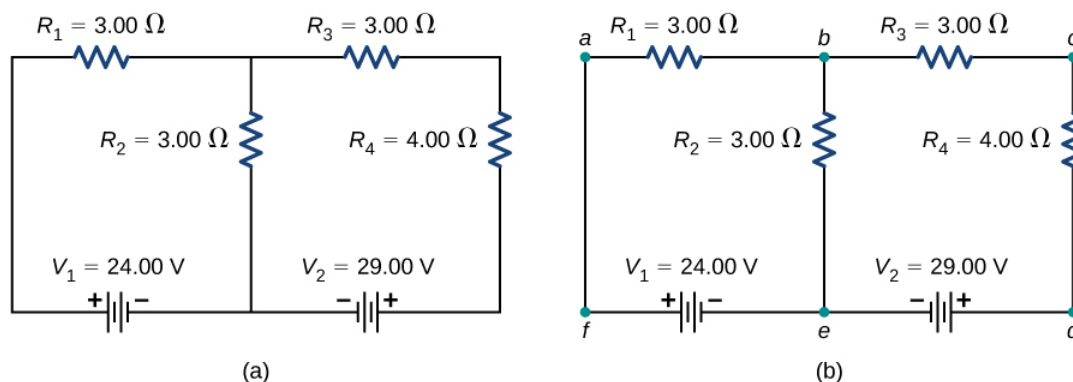 R₁ = 3.00 Ω
R₃ = 3.00 Ω
R₂ = 3.00 Ω
R₄ = 4.00 Ω
V₁ = 24.00 V
V₂ = 29.00 V
+ −
− +
(a)
a
R₁ = 3.00 Ω
b
R₃ = 3.00 Ω
R₂ = 3.00 Ω
R₄ = 4.00 Ω
V₁ = 24.00 V
V₂ = 29.00 V
+ −
− +
f
e
(b)